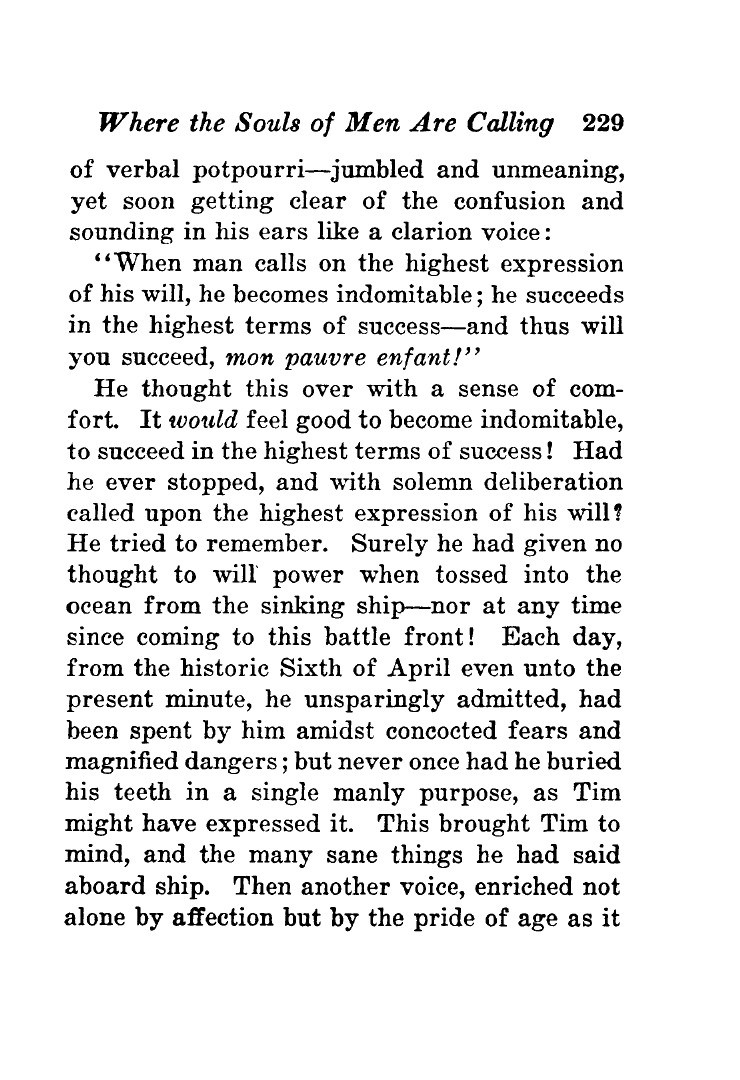 Where the Souls of Men Are Calling 229
of verbal potpourri—jumbled and unmeaning,
yet soon getting clear of the confusion and
sounding in his ears like a clarion voice:
"When man calls on the highest expression
of his will, he becomes indomitable; he succeeds
in the highest terms of success—and thus will
you succeed, mon pauvre enfant!"
He thought this over with a sense of com-
fort. It would feel good to become indomitable,
to succeed in the highest terms of success! Had
he ever stopped, and with solemn deliberation
called upon the highest expression of his will?
He tried to remember. Surely he had given no
thought to will power when tossed into the
ocean from the sinking ship—nor at any time
since coming to this battle front! Each day,
from the historic Sixth of April even unto the
present minute, he unsparingly admitted, had
been spent by him amidst concocted fears and
magnified dangers; but never once had he buried
his teeth in a single manly purpose, as Tim
might have expressed it. This brought Tim to
mind, and the many sane things he had said
aboard ship. Then another voice, enriched not
alone by affection but by the pride of age as it